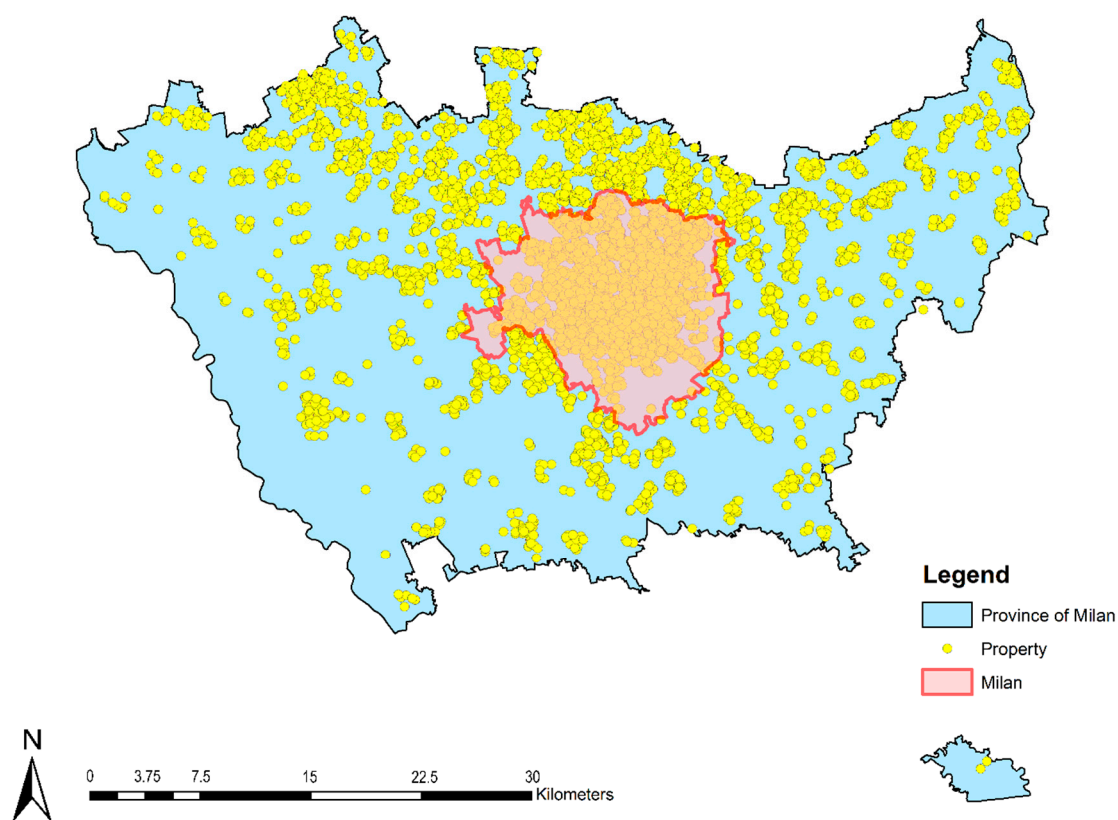 Legend
Province of Milan
Property
Milan
N
0 3.75 7.5 15 22.5 30
Kilometers